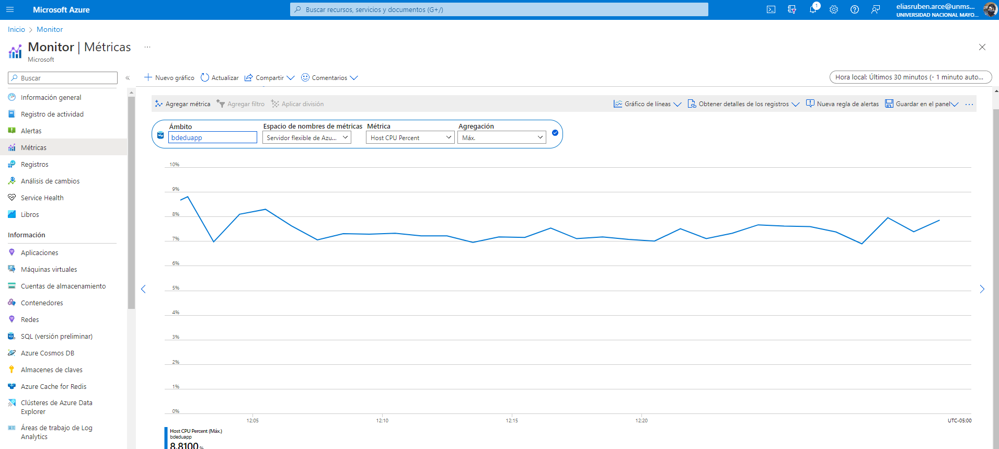 Microsoft Azure
Buscar recursos, servicios y documentos (G+/)
1
eliasruben.arce@unms...
UNIVERSIDAD NACIONAL MAYO...
Inicio > Monitor
Monitor | Métricas ...
Microsoft
Buscar
Información general
Registro de actividad
Alertas
Métricas
Registros
Análisis de cambios
Service Health
Libros
Información
Aplicaciones
Máquinas virtuales
Cuentas de almacenamiento
Contenedores
Redes
SQL (versión preliminar)
Azure Cosmos DB
Almacenes de claves
Azure Cache for Redis
Clústeres de Azure Data
Explorer
Áreas de trabajo de Log
Analytics
Nuevo gráfico Actualizar Compartir Comentarios
Hora local: Últimos 30 minutos (- 1 minuto auto...
Agregar métrica Agregar filtro Aplicar división Gráfico de líneas Obtener detalles de los registros Nueva regla de alertas Guardar en el panel ...
Ámbito Espacio de nombres de métricas Métrica Agregación
bdeduapp Servidor flexible de Azu... Host CPU Percent Máx.
10%
9%
8%
7%
6%
5%
4%
3%
2%
1%
0%
12:05 12:10 12:15 12:20 UTC-05:00
Host CPU Percent (Máx.)
bdeduapp
8.8100 %